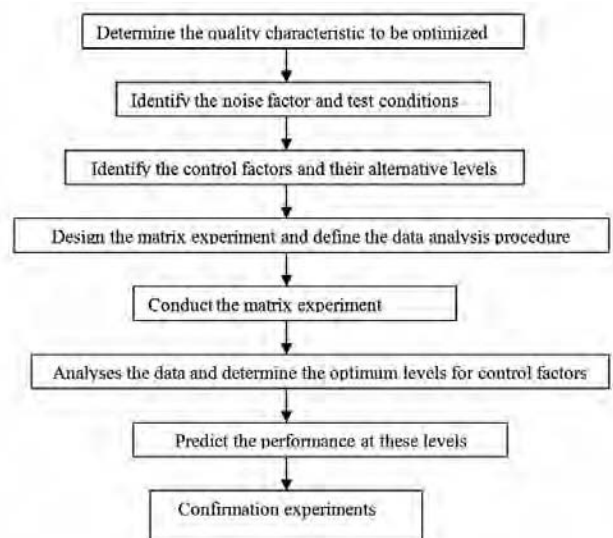 Determine the quality characteristic to be optimized
Identify the noise factor and test conditions
Identify the control factors and their alternative levels
Design the matrix experiment and define the data analysis procedure
Conduct the matrix experiment
Analyses the data and determine the optimum levels for control factors
Predict the performance at these levels
Confirmation experiments